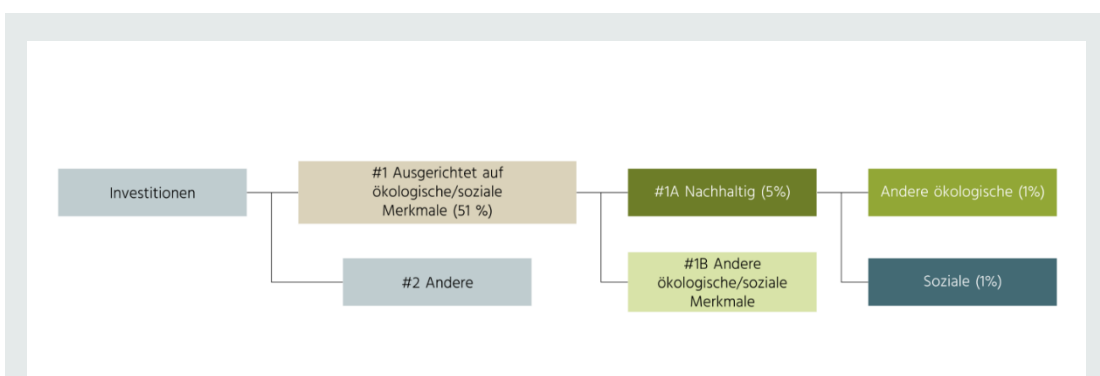 Investitionen
#1 Ausgerichtet auf
ökologische/soziale
Merkmale (51 %)
#1A Nachhaltig (5%)
Andere ökologische (1%)
#2 Andere
#1B Andere
ökologische/soziale
Merkmale
Soziale (1%)